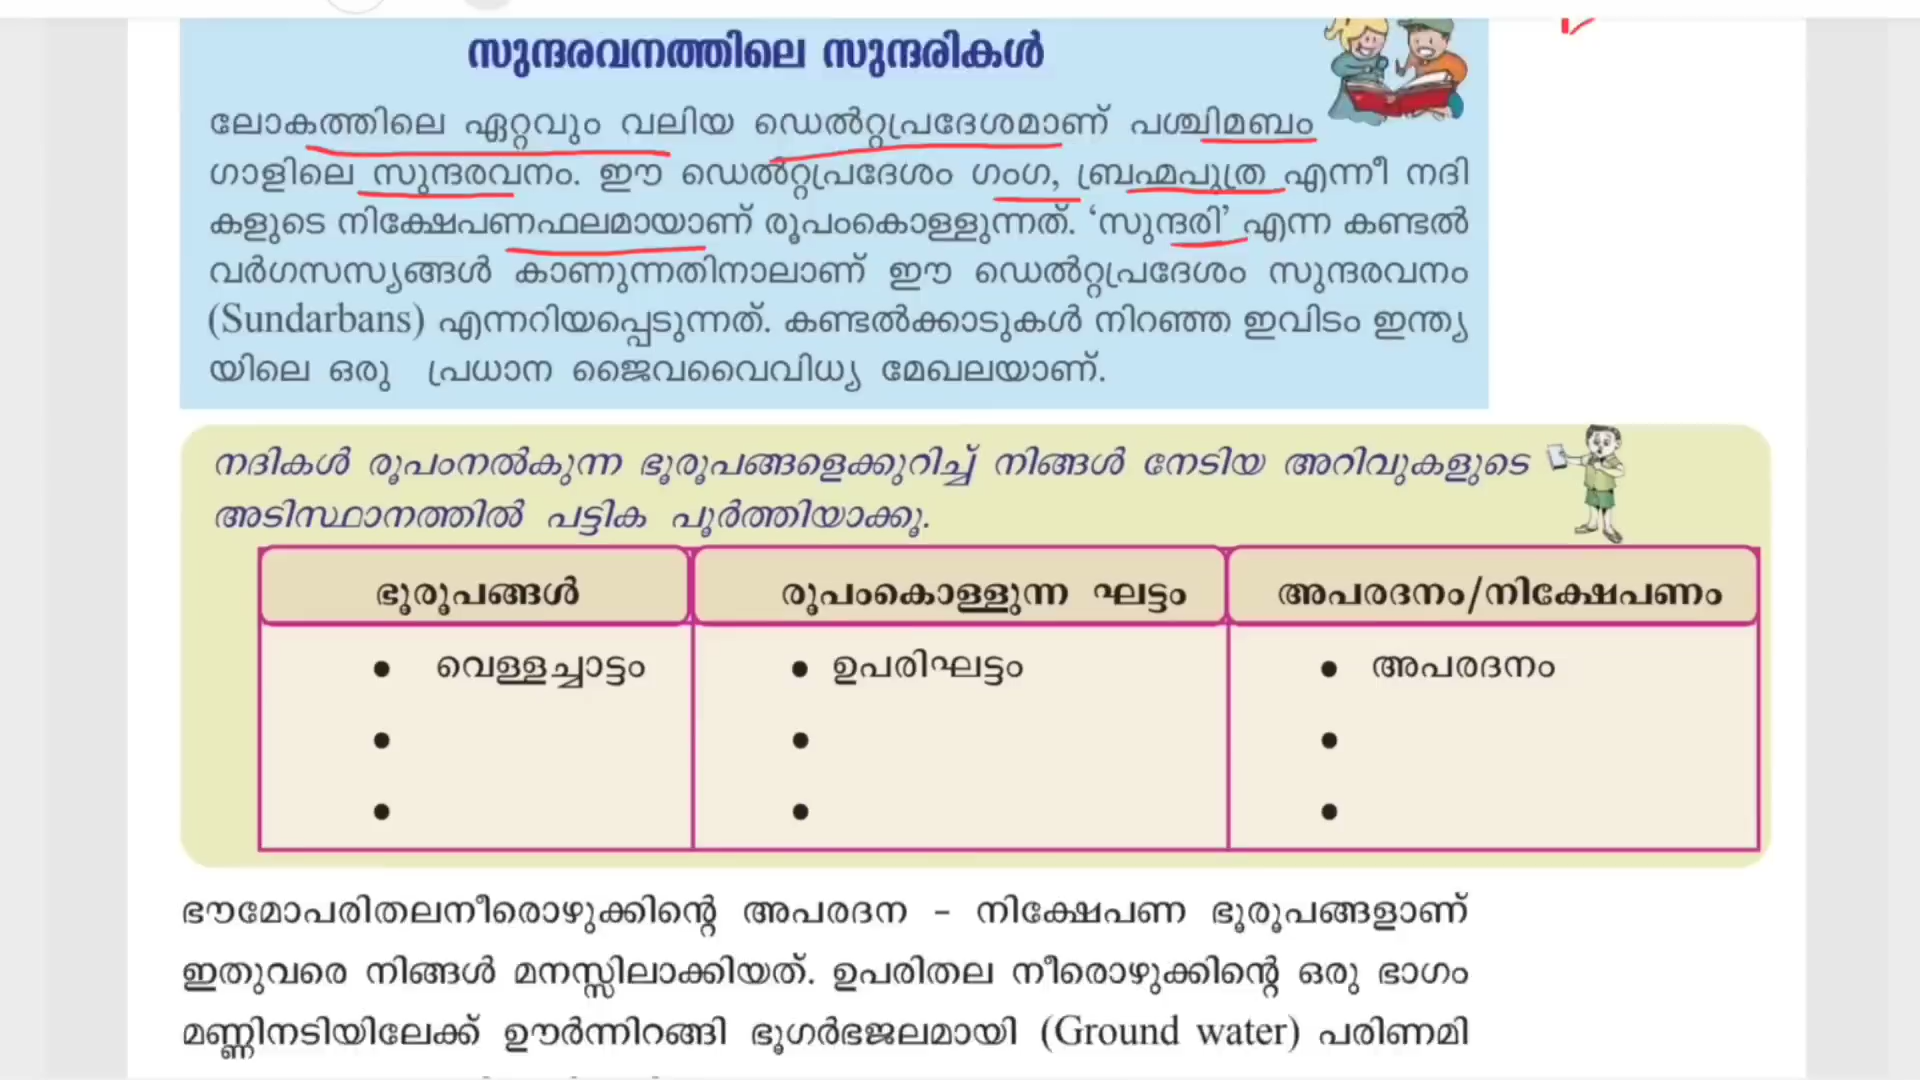 സുന്ദരവനത്തിലെ സുന്ദരികൾ
ലോകത്തിലെ ഏറ്റവും വലിയ ഡെൽറ്റപ്രദേശമാണ് പശ്ചിമബം
ഗാളിലെ സുന്ദരവനം. ഈ ഡെൽറ്റപ്രദേശം ഗംഗ, ബ്രഹ്മപുത്ര എന്നീ നദി
കളുടെ നിക്ഷേപണഫലമായാണ് രൂപംകൊള്ളുന്നത്. ‘സുന്ദരി’ എന്ന കണ്ടൽ
വർഗസസ്യങ്ങൾ കാണുന്നതിനാലാണ് ഈ ഡെൽറ്റപ്രദേശം സുന്ദരവനം
(Sundarbans) എന്നറിയപ്പെടുന്നത്. കണ്ടൽക്കാടുകൾ നിറഞ്ഞ ഇവിടം ഇന്ത്യ
യിലെ ഒരു പ്രധാന ജൈവവൈവിധ്യ മേഖലയാണ്.
നദികൾ രൂപംനൽകുന്ന ഭൂരൂപങ്ങളെക്കുറിച്ച് നിങ്ങൾ നേടിയ അറിവുകളുടെ
അടിസ്ഥാനത്തിൽ പട്ടിക പൂർത്തിയാക്കൂ.
ഭൂരൂപങ്ങൾ രൂപംകൊള്ളുന്ന ഘട്ടം അപരദനം/നിക്ഷേപണം
• വെള്ളച്ചാട്ടം • ഉപരിഘട്ടം • അപരദനം
• • •
• • •
ഭൗമോപരിതലനീരൊഴുക്കിന്റെ അപരദന - നിക്ഷേപണ ഭൂരൂപങ്ങളാണ്
ഇതുവരെ നിങ്ങൾ മനസ്സിലാക്കിയത്. ഉപരിതല നീരൊഴുക്കിന്റെ ഒരു ഭാഗം
മണ്ണിനടിയിലേക്ക് ഊർന്നിറങ്ങി ഭൂഗർഭജലമായി (Ground water) പരിണമി